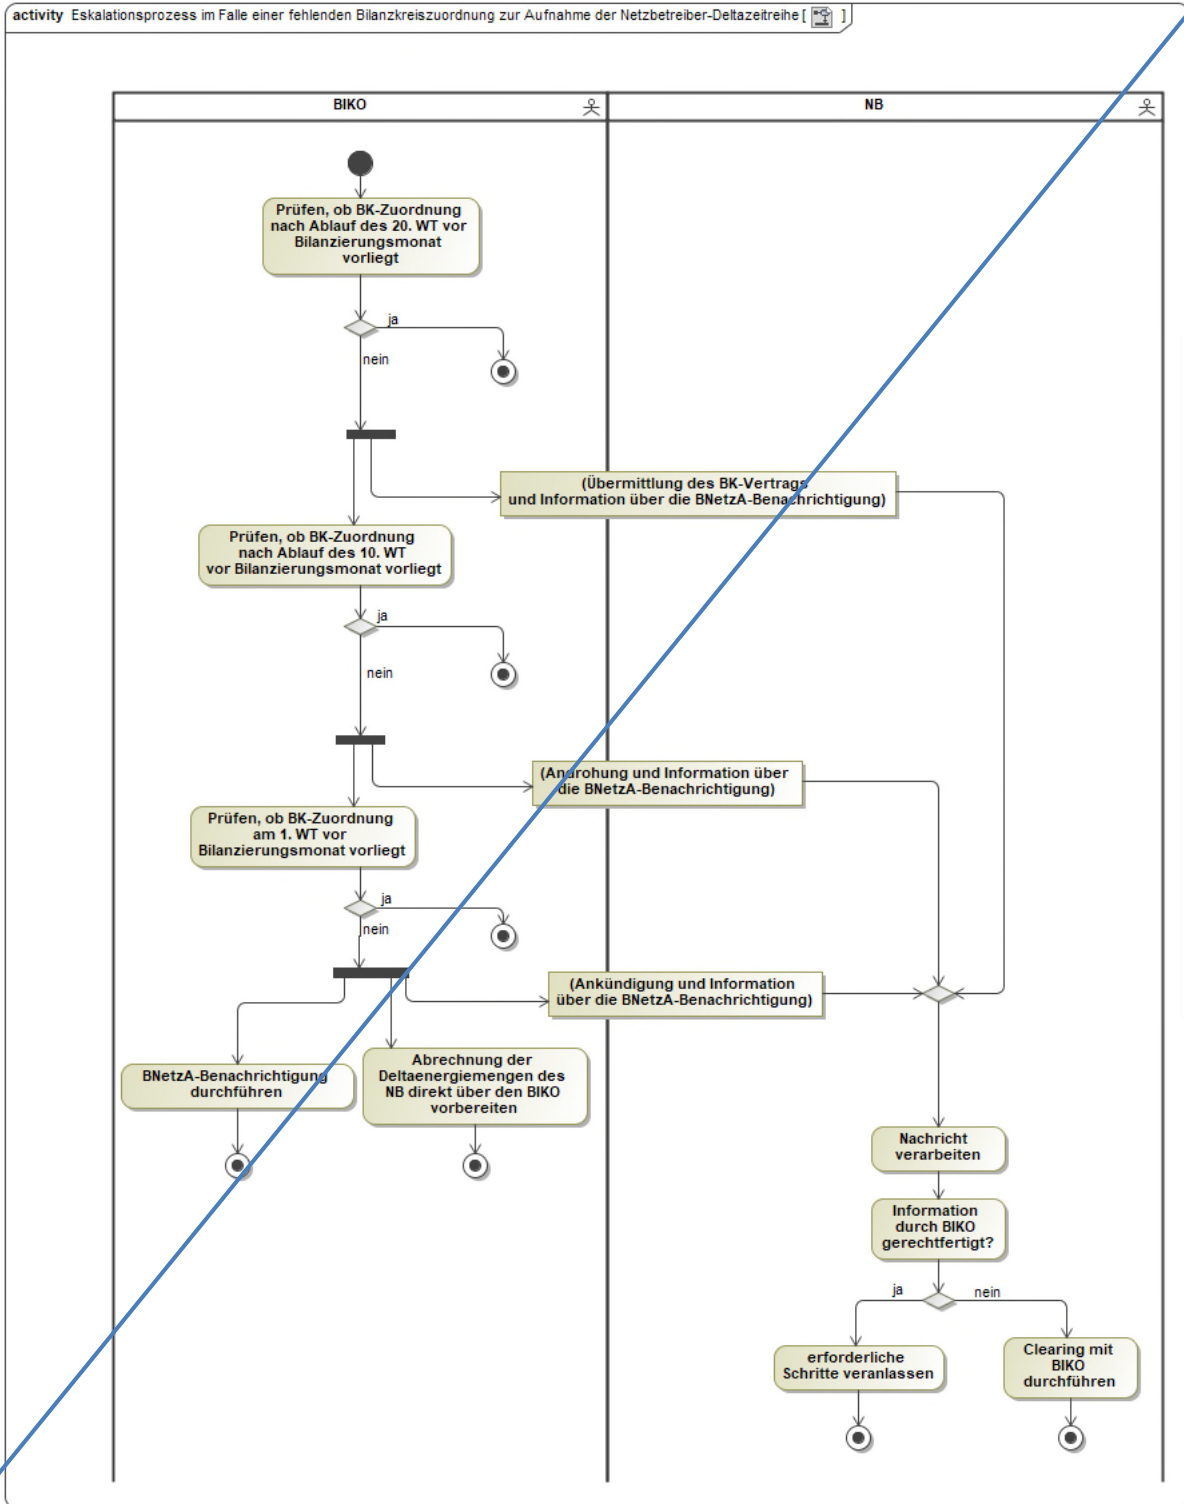 activity Eskalationsprozess im Falle einer fehlenden Bilanzkreiszuordnung zur Aufnahme der Netzbetreiber-Deltazeitreihe [ ]
BIKO
NB
Prüfen, ob BK-Zuordnung
nach Ablauf des 20. WT vor
Bilanzierungsmonat
vorliegt
ja
nein
(Übermittlung des BK-Vertrags
und Information über die BNetzA-Benachrichtigung)
Prüfen, ob BK-Zuordnung
nach Ablauf des 10. WT
vor Bilanzierungsmonat vorliegt
ja
nein
(Androhung und Information über
die BNetzA-Benachrichtigung)
Prüfen, ob BK-Zuordnung
am 1. WT vor
Bilanzierungsmonat vorliegt
ja
nein
(Ankündigung und Information
über die BNetzA-Benachrichtigung)
BNetzA-Benachrichtigung
durchführen
Abrechnung der
Deltaenergiemengen des
NB direkt über den BIKO
vorbereiten
Nachricht
verarbeiten
Information
durch BIKO
gerechtfertigt?
ja
nein
erforderliche
Schritte veranlassen
Clearing mit
BIKO
durchführen